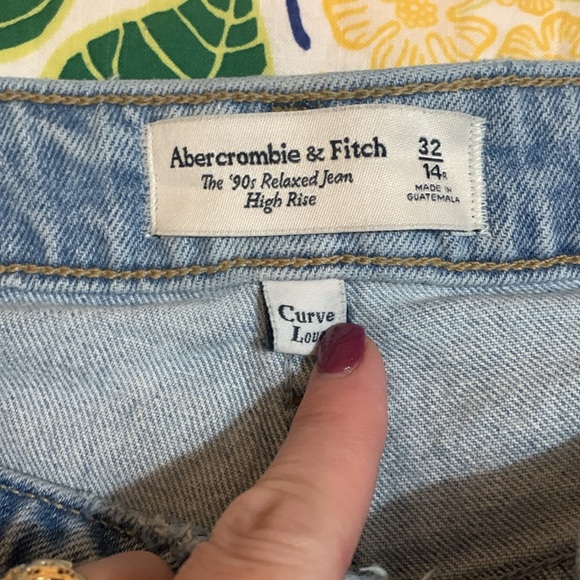 Abercrombie & Fitch
The '90s Relaxed Jean
High Rise
32
14R
MADE IN
GUATEMALA
Curve